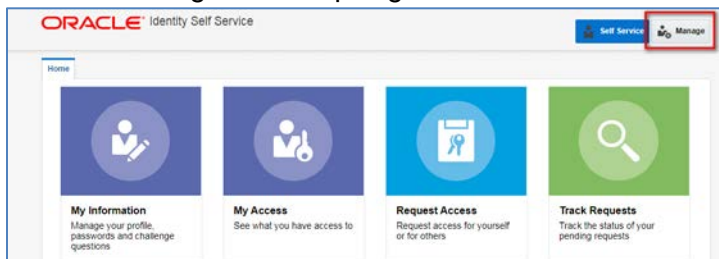 ORACLE® Identity Self Service
Self Service
Manage
Home
My Information
Manage your profile,
passwords and challenge
questions
My Access
See what you have access to
Request Access
Request access for yourself
or for others
Track Requests
Track the status of your
pending requests